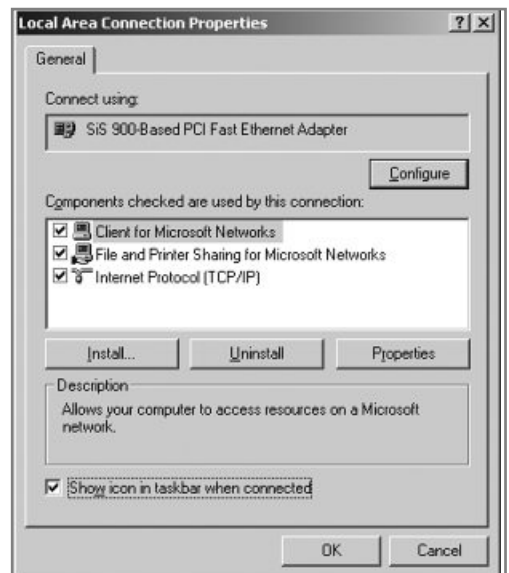 Local Area Connection Properties
General
Connect using:
SiS 900-Based PCI Fast Ethernet Adapter
Configure
Components checked are used by this connection:
Client for Microsoft Networks
File and Printer Sharing for Microsoft Networks
Internet Protocol (TCP/IP)
Install... Uninstall Properties
Description
Allows your computer to access resources on a Microsoft
network.
Show icon in taskbar when connected
OK Cancel